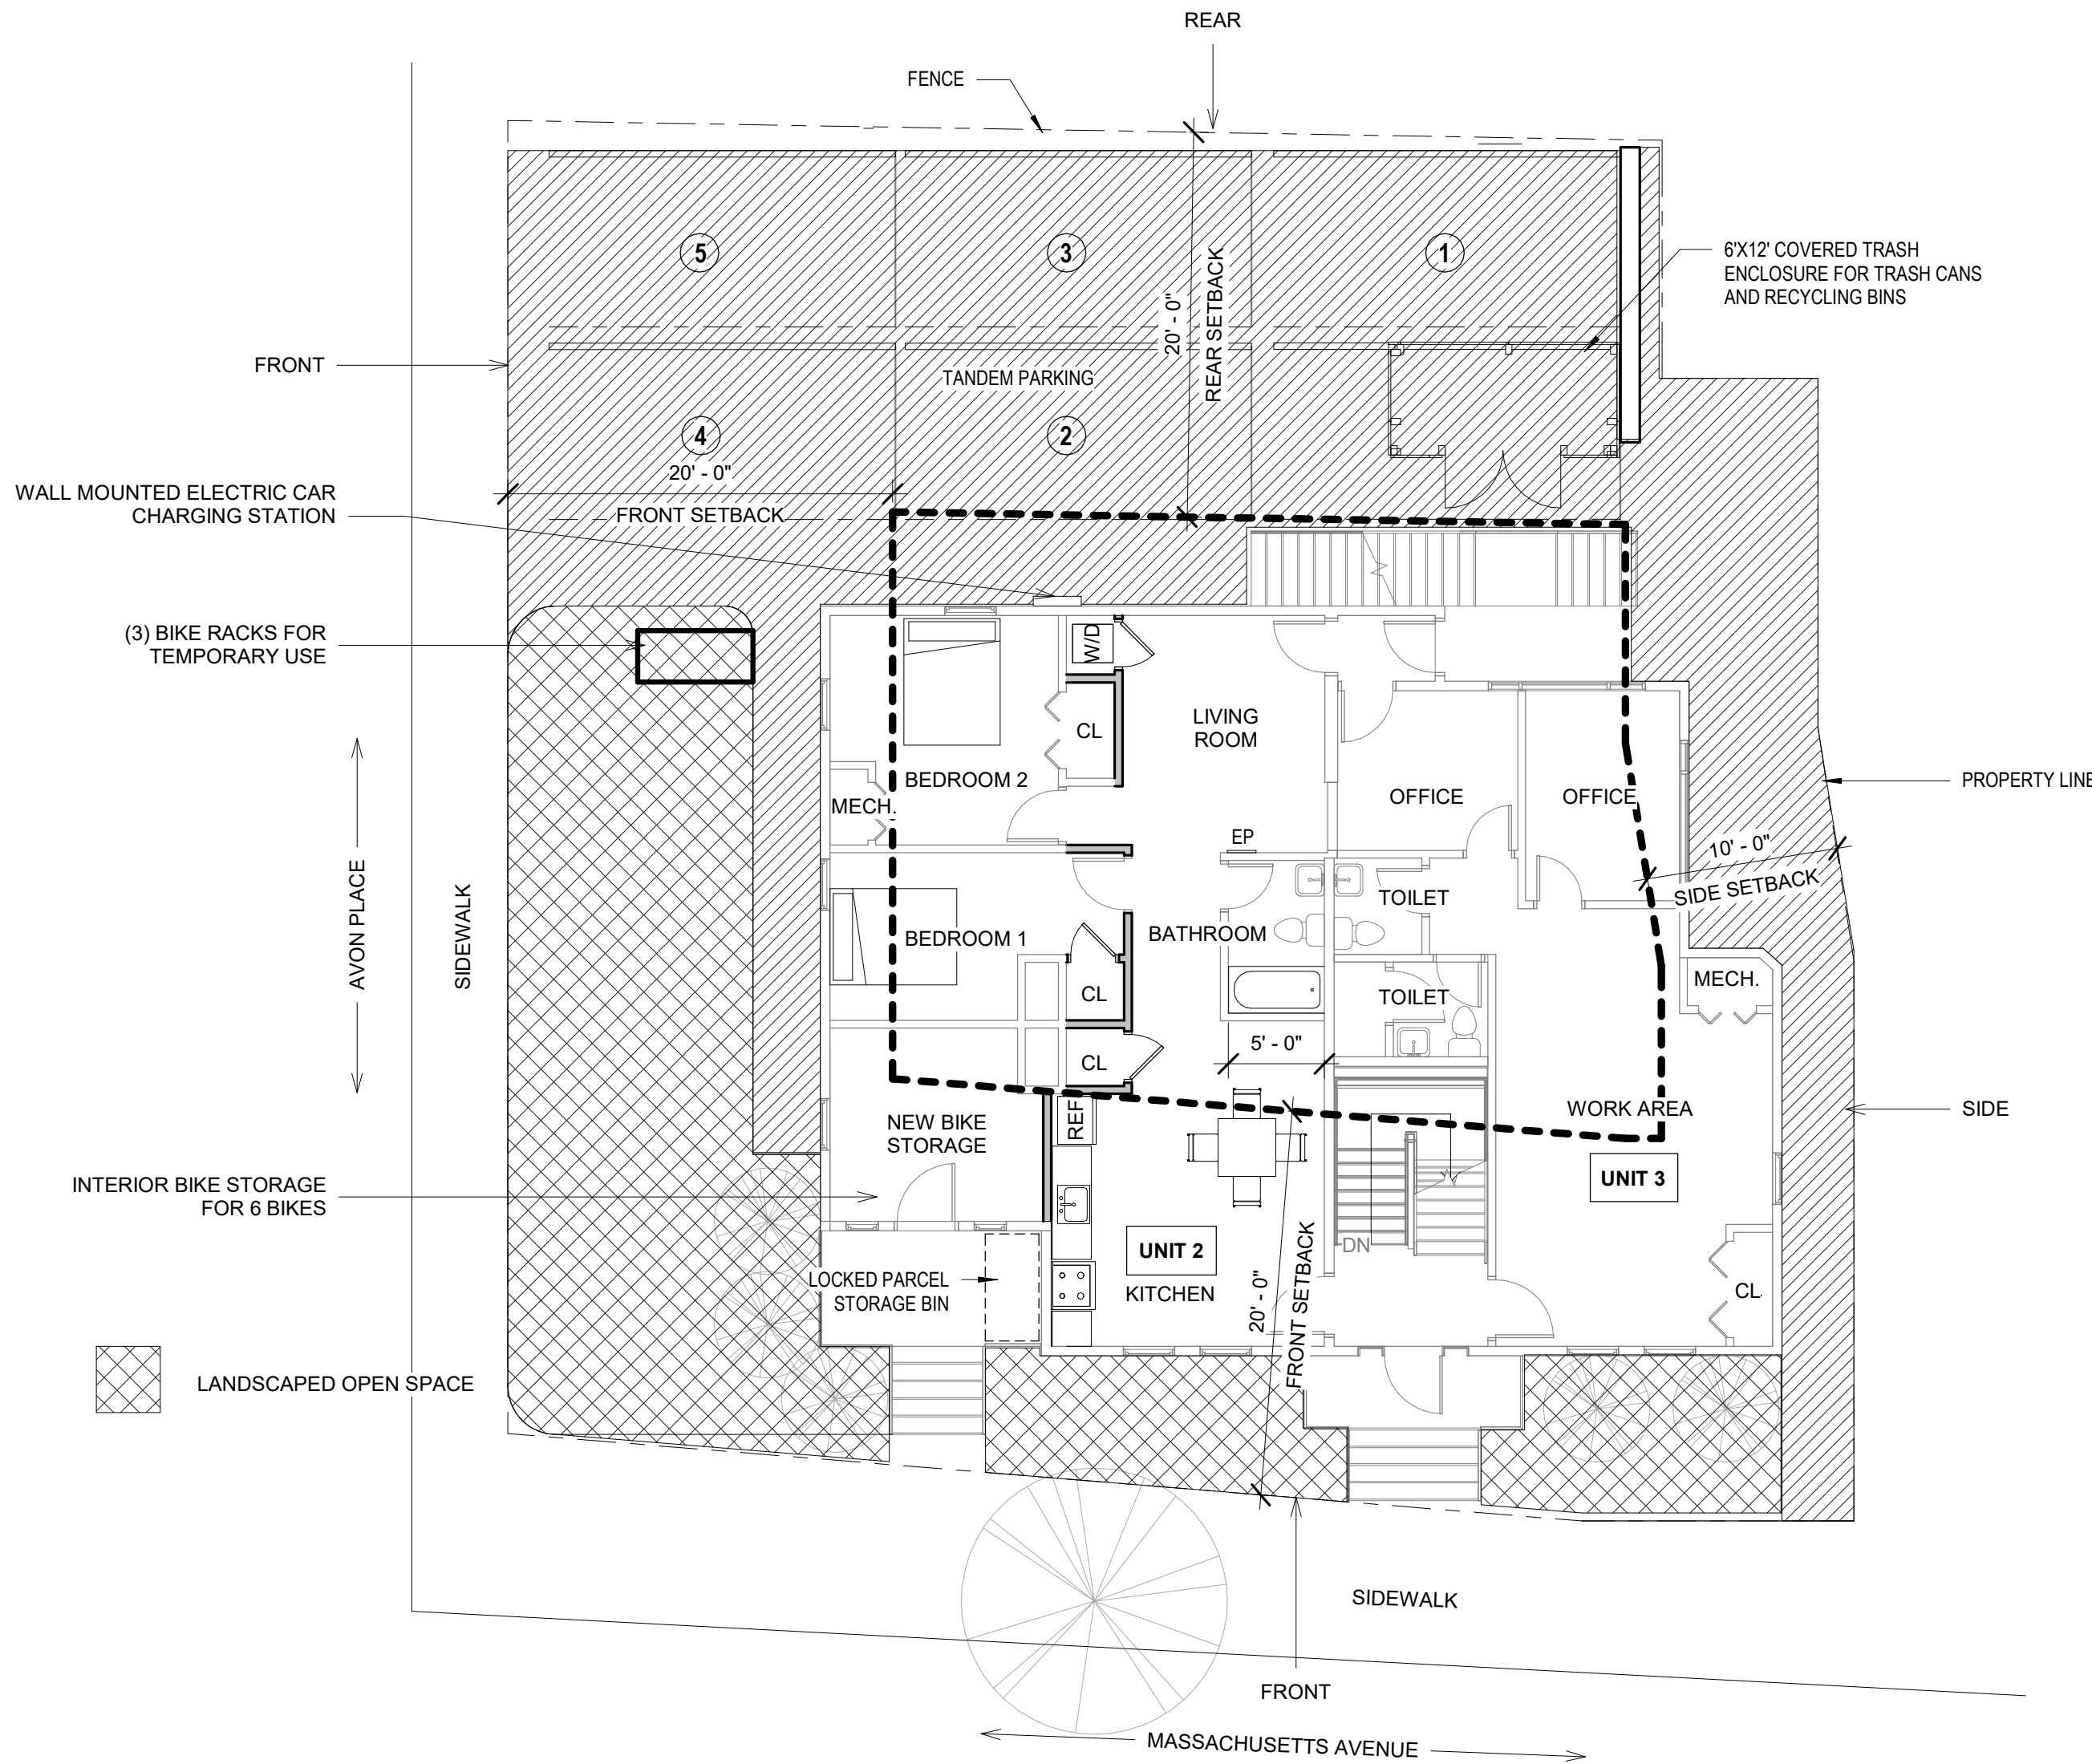 REAR
FENCE
5
3
1
6'X12' COVERED TRASH
ENCLOSURE FOR TRASH CANS
AND RECYCLING BINS
20' - 0"
REAR SETBACK
FRONT
TANDEM PARKING
4
2
20' - 0"
FRONT SETBACK
WALL MOUNTED ELECTRIC CAR
CHARGING STATION
(3) BIKE RACKS FOR
TEMPORARY USE
W/D
LIVING
ROOM
CL
BEDROOM 2
MECH.
OFFICE
OFFICE
PROPERTY LINE
EP
10' - 0"
SIDE SETBACK
AVON PLACE
SIDEWALK
TOILET
BEDROOM 1
BATHROOM
MECH.
CL
TOILET
5' - 0"
CL
REF
NEW BIKE
STORAGE
WORK AREA
SIDE
UNIT 3
INTERIOR BIKE STORAGE
FOR 6 BIKES
UNIT 2
DN
LOCKED PARCEL
STORAGE BIN
KITCHEN
20' - 0"
FRONT SETBACK
CL
LANDSCAPED OPEN SPACE
SIDEWALK
FRONT
MASSACHUSETTS AVENUE